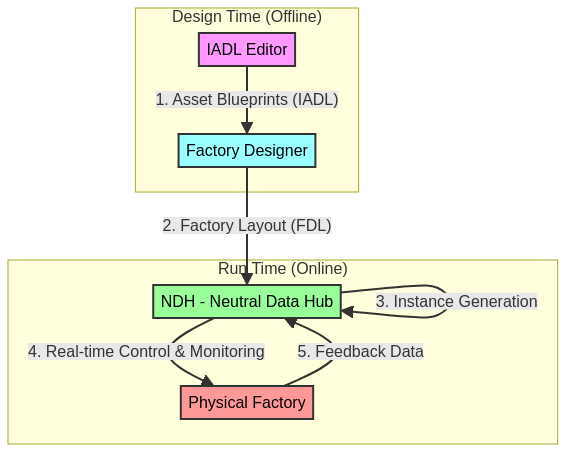 Design Time (Offline)
IADL Editor
1. Asset Blueprints (IADL)
Factory Designer
2. Factory Layout (FDL)
Run Time (Online)
NDH - Neutral Data Hub
3. Instance Generation
4. Real-time Control & Monitoring
5. Feedback Data
Physical Factory